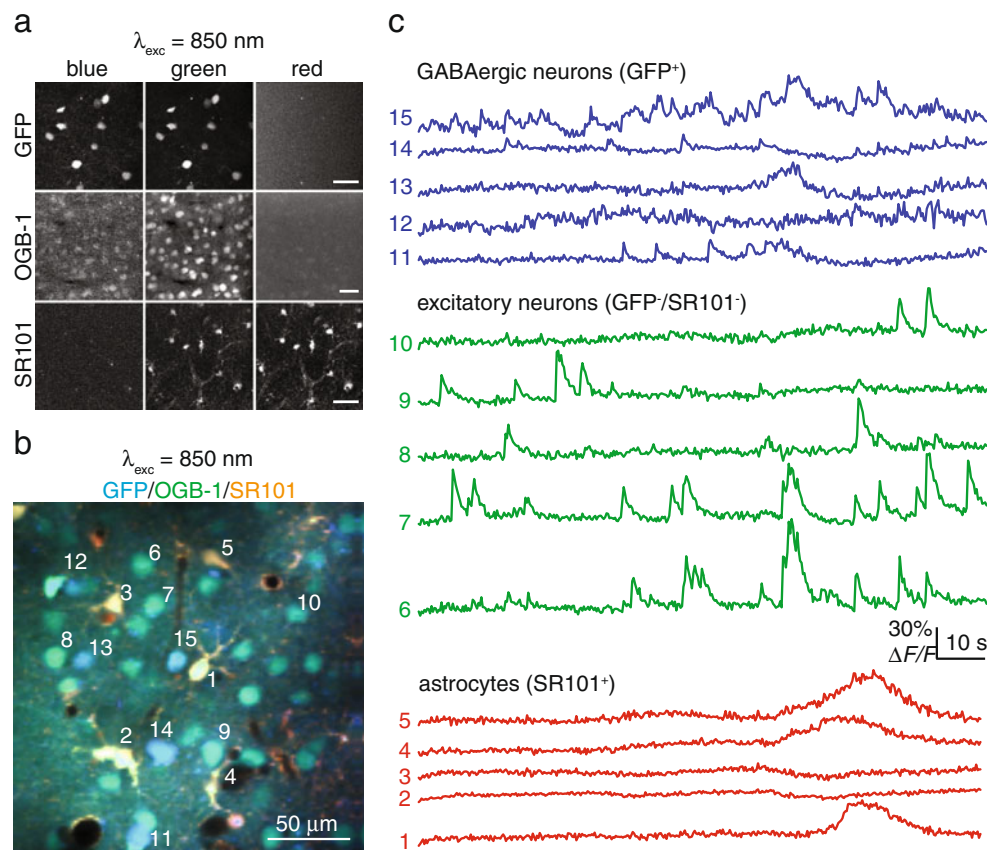 a
λexc = 850 nm
blue green red
GFP
OGB-1
SR101
b
λexc = 850 nm
GFP/OGB-1/SR101
6
5
12
3
7
10
8
13
15
1
2
14
9
4
11
50 μm
c
GABAergic neurons (GFP⁺)
15
14
13
12
11
excitatory neurons (GFP⁻/SR101⁻)
10
9
8
7
6
30%
ΔF/F
10 s
astrocytes (SR101⁺)
5
4
3
2
1